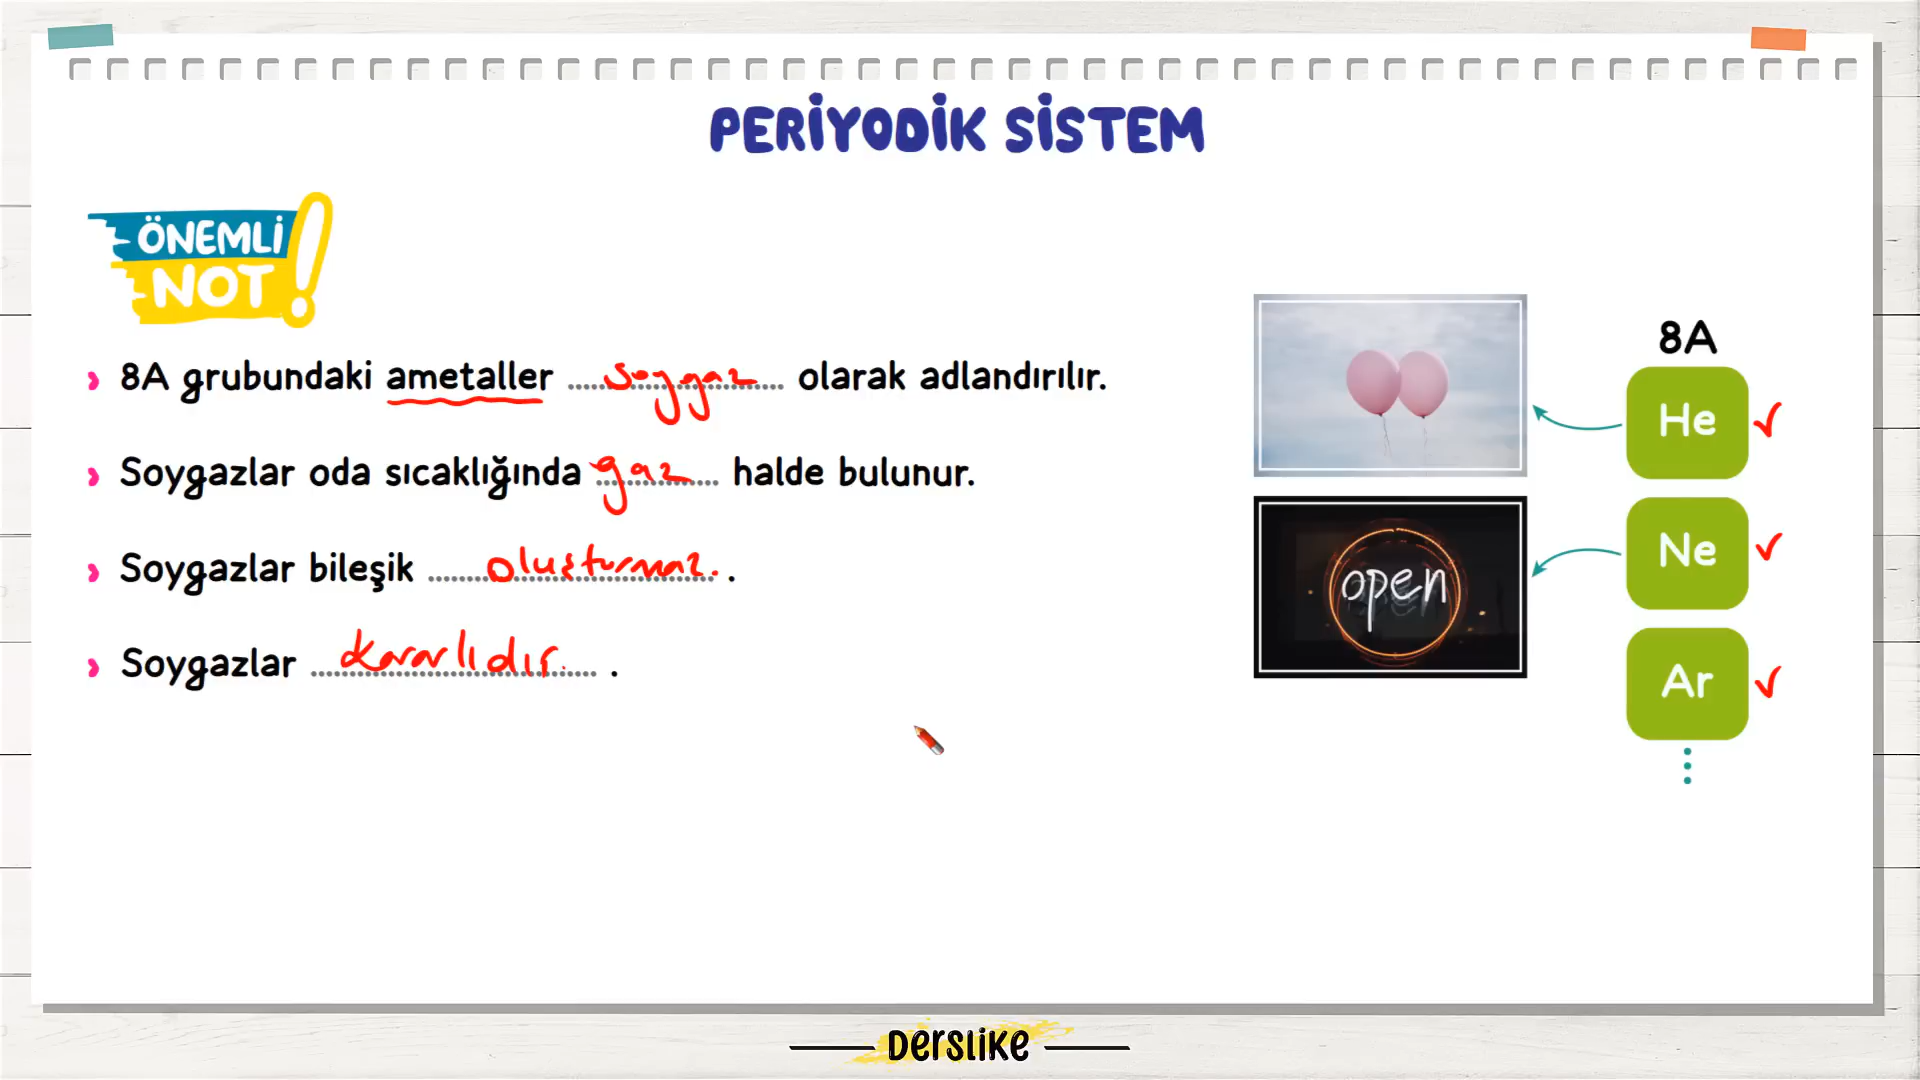 PERİYODİK SİSTEM
ÖNEMLİ
NOT!
8A grubundaki ametaller soygaz olarak adlandırılır.
Soygazlar oda sıcaklığında gaz halde bulunur.
Soygazlar bileşik oluşturmaz.
Soygazlar kararlıdır.
8A
He
Ne
open
Ar
Derslike